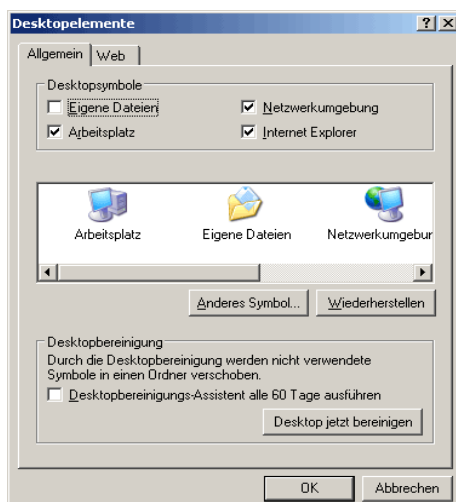 Desktopelemente
Allgemein Web
Desktopsymbole
Eigene Dateien Netzwerkumgebung
Arbeitsplatz Internet Explorer
Arbeitsplatz Eigene Dateien Netzwerkumgebur
Anderes Symbol... Wiederherstellen
Desktopbereinigung
Durch die Desktopbereinigung werden nicht verwendete
Symbole in einen Ordner verschoben.
Desktopbereinigungs-Assistent alle 60 Tage ausführen
Desktop jetzt bereinigen
OK Abbrechen